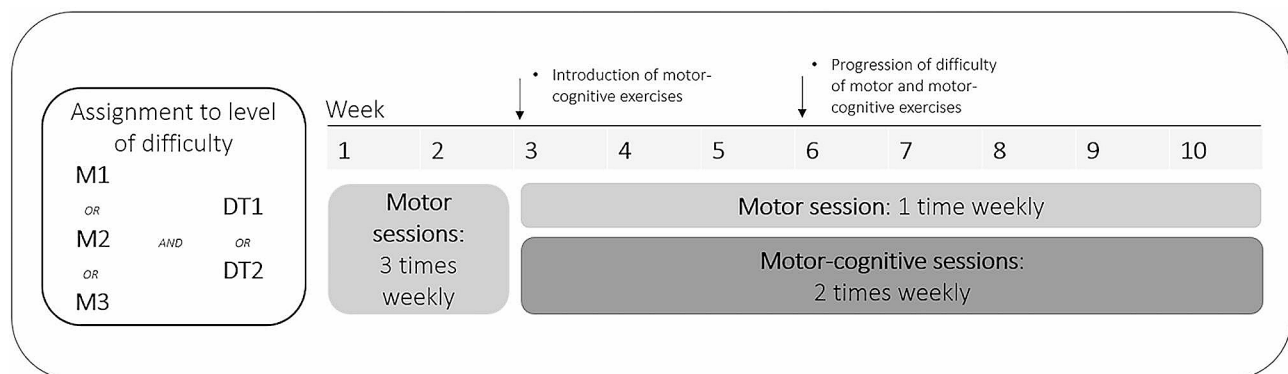 Assignment to level
of difficulty
M1
OR
DT1
M2
AND
OR
OR
DT2
M3
• Introduction of motor-
cognitive exercises
• Progression of difficulty
of motor and motor-
cognitive exercises
Week
1 2 3 4 5 6 7 8 9 10
Motor
sessions:
3 times
weekly
Motor session: 1 time weekly
Motor-cognitive sessions:
2 times weekly